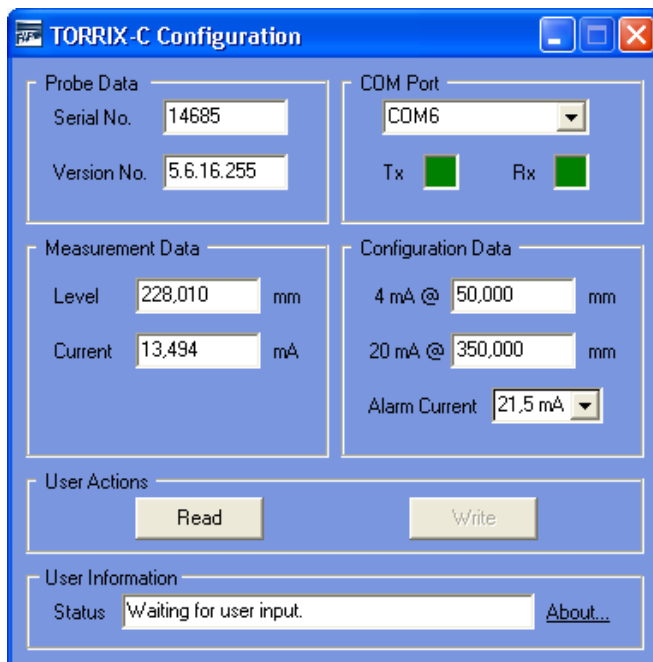 TORRIX-C Configuration
Probe Data
Serial No. 14685
Version No. 5.6.16.255
COM Port
COM6
Tx Rx
Measurement Data
Level 228,010 mm
Current 13,494 mA
Configuration Data
4 mA @ 50,000 mm
20 mA @ 350,000 mm
Alarm Current 21,5 mA
User Actions
Read Write
User Information
Status Waiting for user input. About...